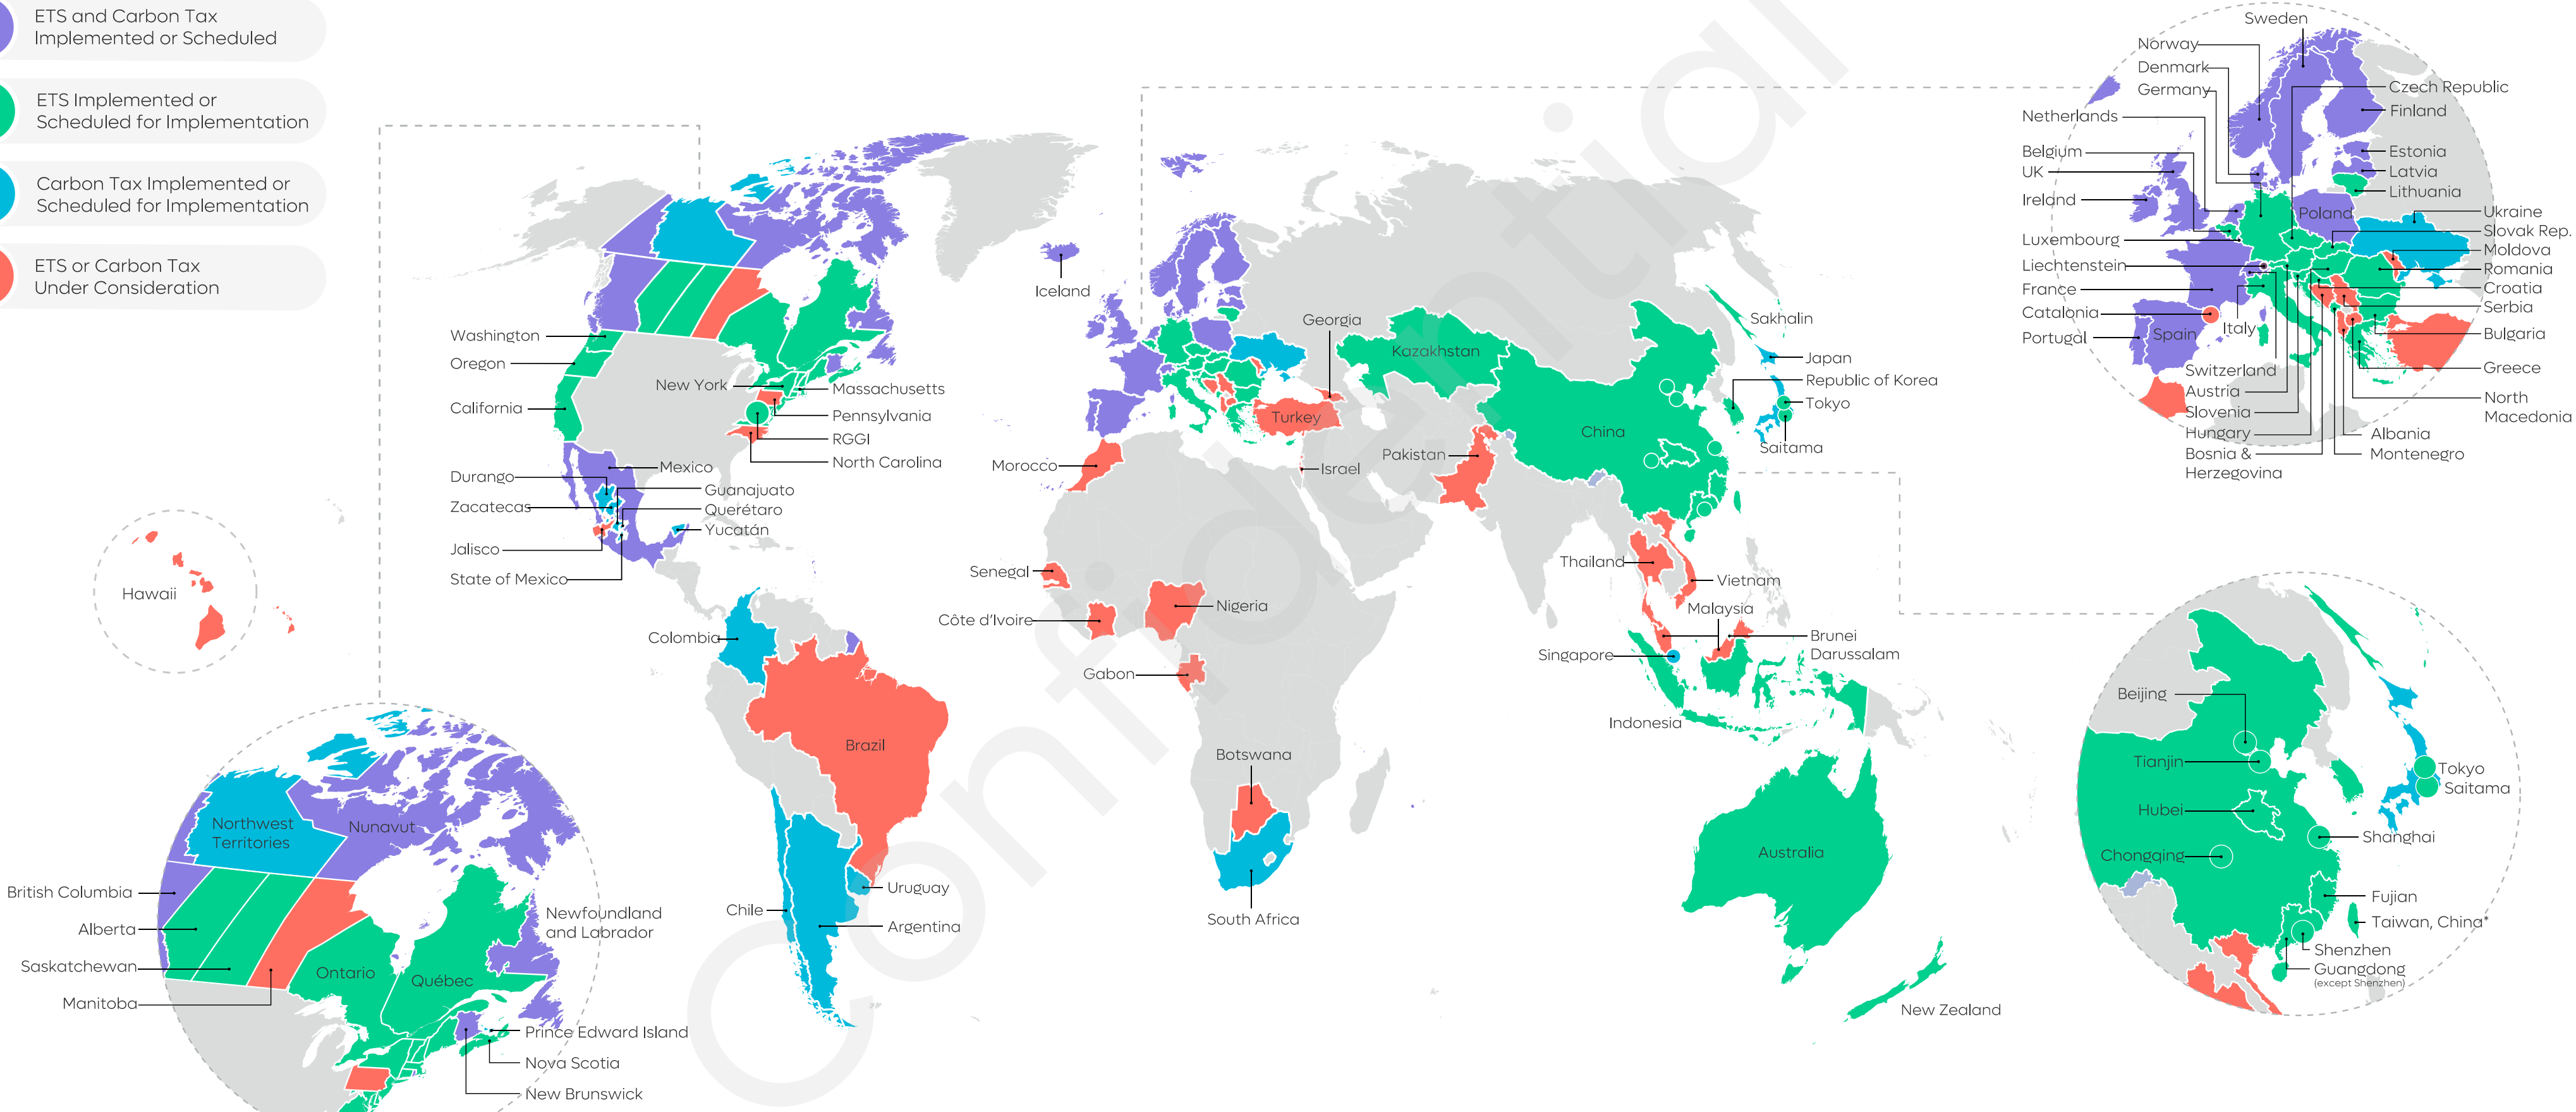 ETS and Carbon Tax
Implemented or Scheduled
ETS Implemented or
Scheduled for Implementation
Carbon Tax Implemented or
Scheduled for Implementation
ETS or Carbon Tax
Under Consideration
Washington
Oregon
California
New York
Massachusetts
Pennsylvania
RGGI
North Carolina
Mexico
Durango
Zacatecas
Guanajuato
Querétaro
Yucatán
Jalisco
State of Mexico
Hawaii
Colombia
Brazil
Chile
Uruguay
Argentina
Iceland
Morocco
Senegal
Côte d'Ivoire
Nigeria
Gabon
Botswana
South Africa
Georgia
Turkey
Israel
Kazakhstan
Pakistan
China
Sakhalin
Japan
Republic of Korea
Tokyo
Saitama
Thailand
Vietnam
Malaysia
Singapore
Brunei
Darussalam
Indonesia
Australia
New Zealand
Sweden
Norway
Denmark
Germany
Netherlands
Belgium
UK
Ireland
Luxembourg
Liechtenstein
France
Catalonia
Portugal
Spain
Italy
Poland
Czech Republic
Finland
Estonia
Latvia
Lithuania
Ukraine
Slovak Rep.
Moldova
Romania
Croatia
Serbia
Bulgaria
Greece
North
Macedonia
Albania
Montenegro
Switzerland
Austria
Slovenia
Hungary
Bosnia &
Herzegovina
Northwest
Territories
Nunavut
British Columbia
Alberta
Saskatchewan
Manitoba
Ontario
Québec
Newfoundland
and Labrador
Prince Edward Island
Nova Scotia
New Brunswick
Beijing
Tianjin
Hubei
Chongqing
Tokyo
Saitama
Shanghai
Fujian
Taiwan, China*
Shenzhen
Guangdong
(except Shenzhen)
Confidential